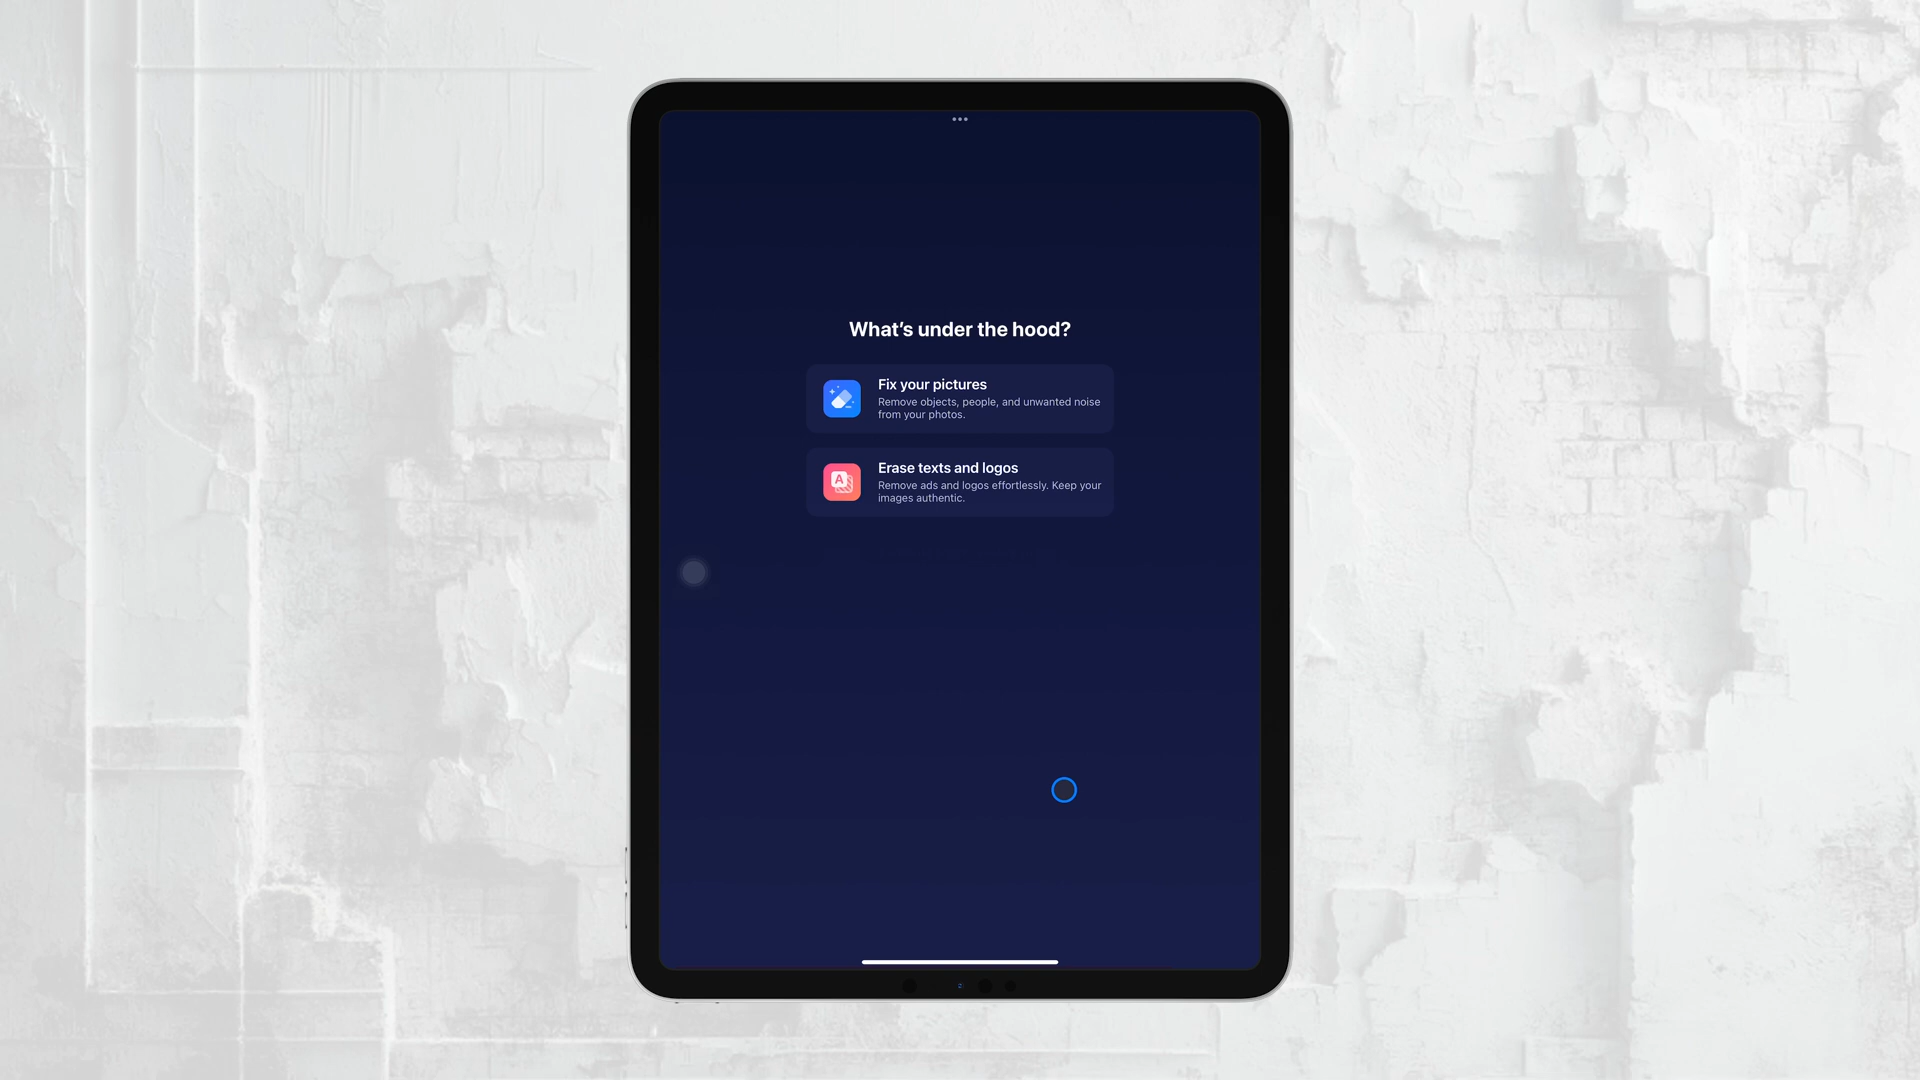 What's under the hood?
Fix your pictures
Remove objects, people, and unwanted noise
from your photos.
A
Erase texts and logos
Remove ads and logos effortlessly. Keep your
images authentic.